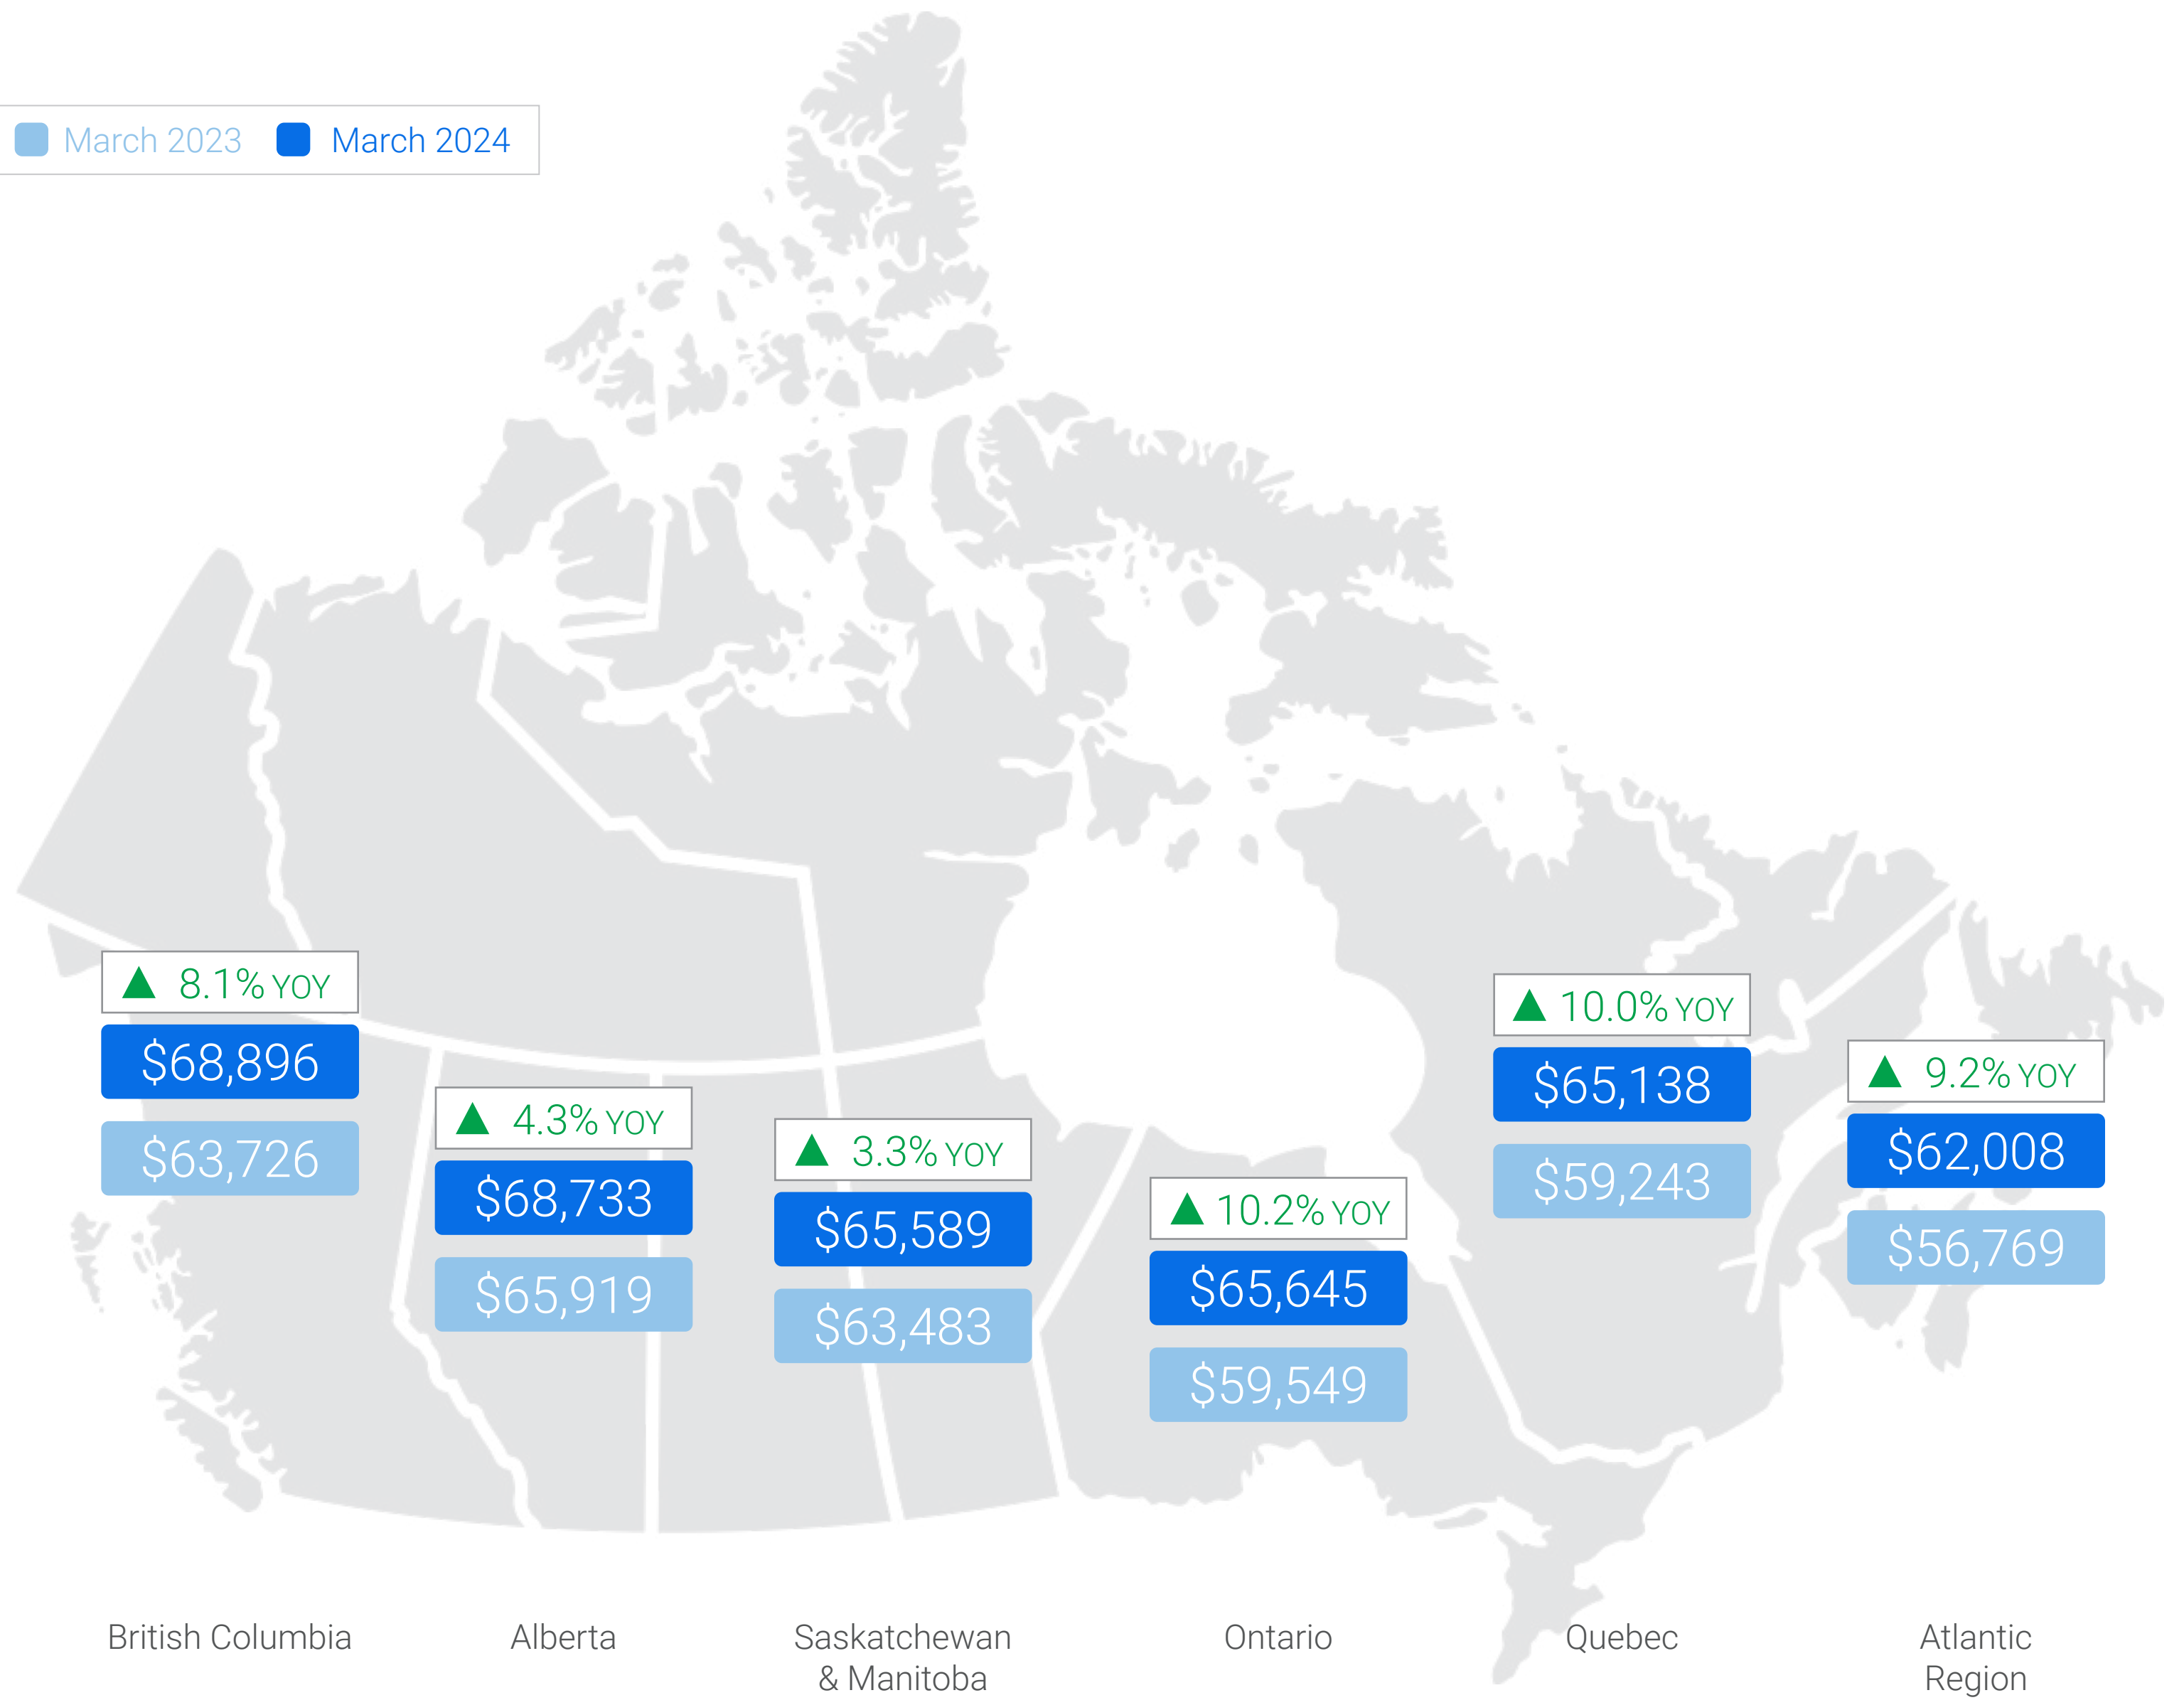 March 2023
March 2024
8.1% YOY
$68,896
$63,726
4.3% YOY
$68,733
$65,919
3.3% YOY
$65,589
$63,483
10.2% YOY
$65,645
$59,549
10.0% YOY
$65,138
$59,243
9.2% YOY
$62,008
$56,769
British Columbia
Alberta
Saskatchewan
& Manitoba
Ontario
Quebec
Atlantic
Region